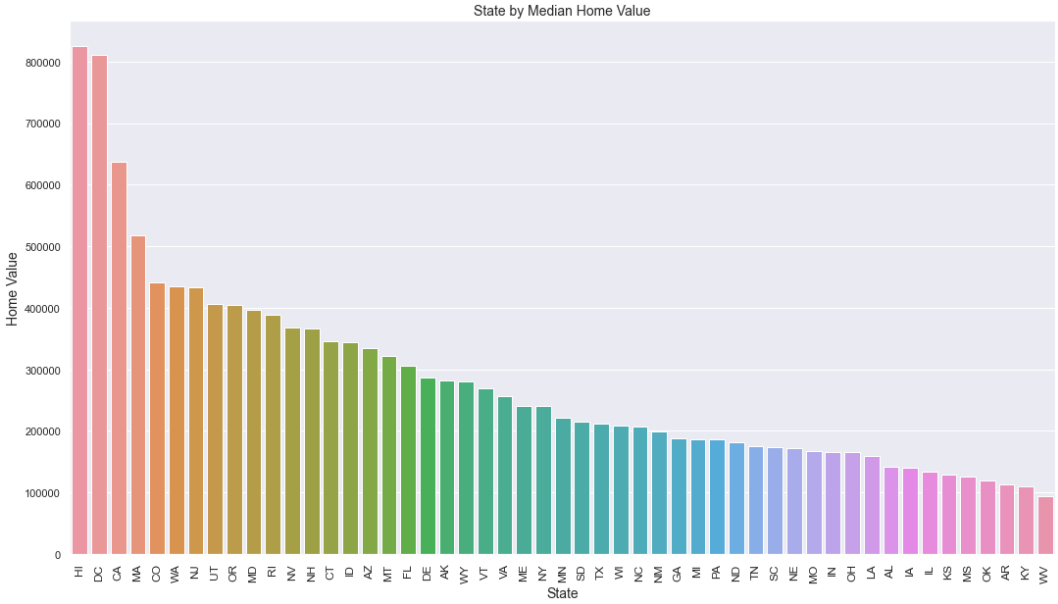 State by Median Home Value
800000
700000
600000
500000
400000
300000
200000
100000
0
Home Value
HI DC CA MA CO WA NJ UT OR MD RI NV NH CT ID AZ MT FL DE AK WY VT VA ME NY MN SD TX WI NC NM GA MI PA ND TN SC NE MO IN OH LA AL IA IL KS MS OK AR KY WV
State